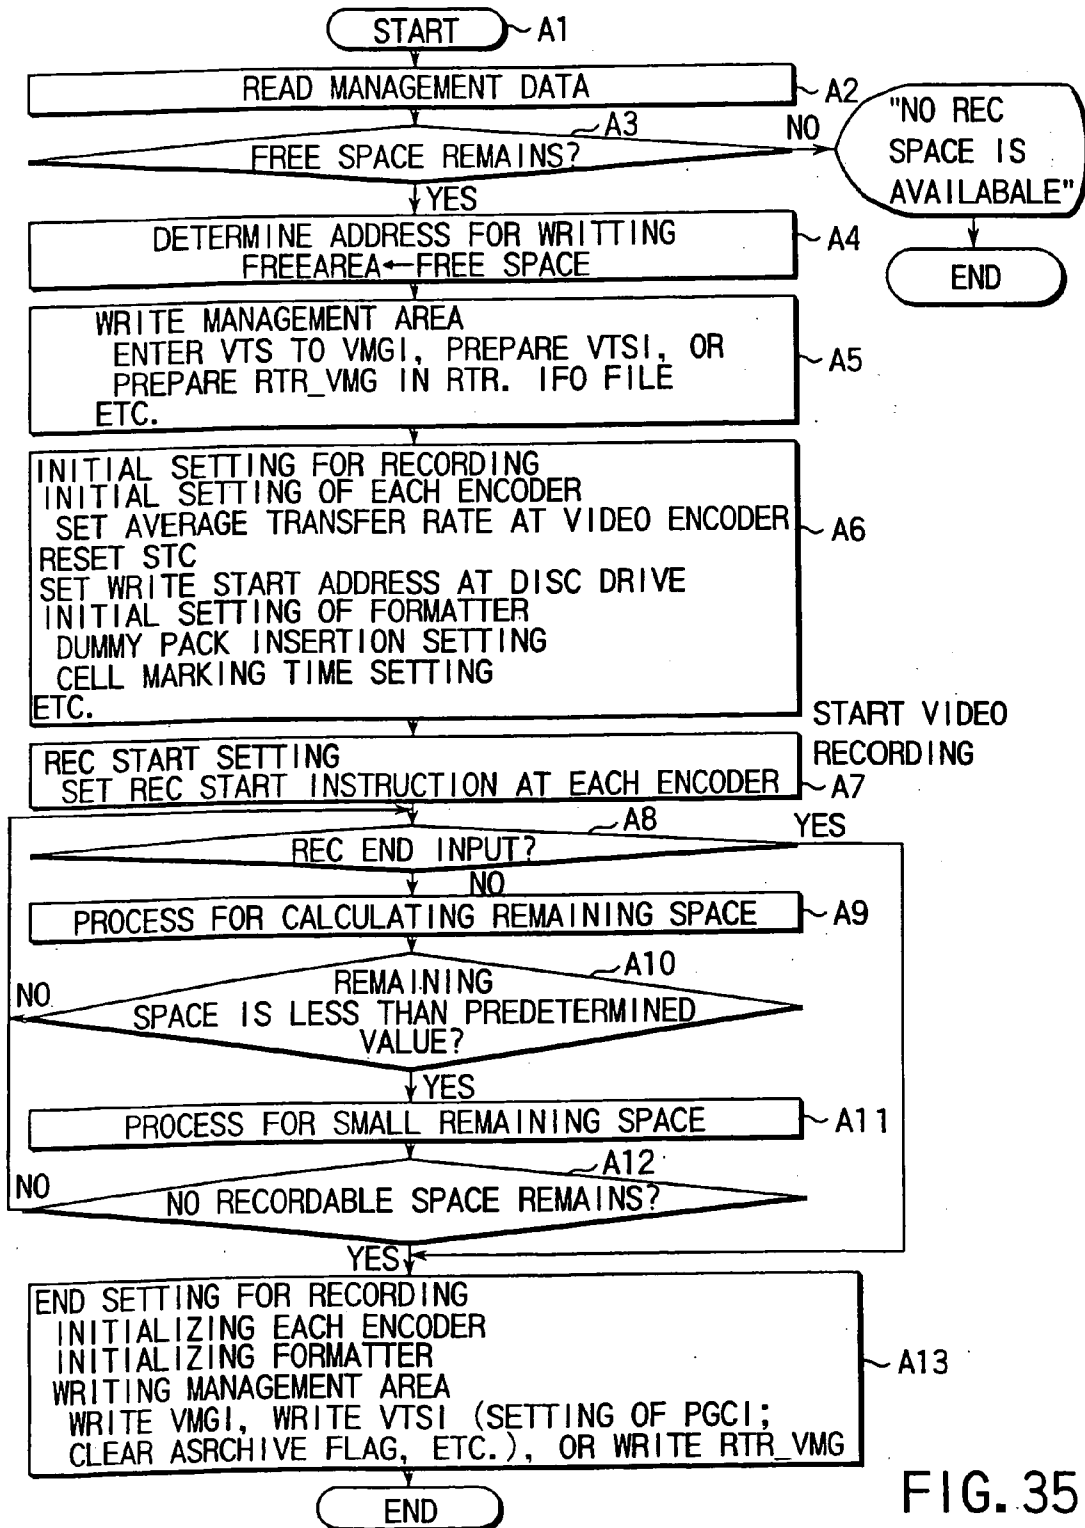 START
A1
READ MANAGEMENT DATA
A2
A3
FREE SPACE REMAINS?
NO
"NO REC
SPACE IS
AVAILABALE"
END
YES
DETERMINE ADDRESS FOR WRITTING
FREEAREA←FREE SPACE
A4
WRITE MANAGEMENT AREA
ENTER VTS TO VMGI, PREPARE VTSI, OR
PREPARE RTR_VMG IN RTR. IFO FILE
ETC.
A5
INITIAL SETTING FOR RECORDING
INITIAL SETTING OF EACH ENCODER
SET AVERAGE TRANSFER RATE AT VIDEO ENCODER
RESET STC
SET WRITE START ADDRESS AT DISC DRIVE
INITIAL SETTING OF FORMATTER
DUMMY PACK INSERTION SETTING
CELL MARKING TIME SETTING
ETC.
A6
START VIDEO
RECORDING
REC START SETTING
SET REC START INSTRUCTION AT EACH ENCODER
A7
A8
REC END INPUT?
YES
NO
PROCESS FOR CALCULATING REMAINING SPACE
A9
A10
REMAINING
SPACE IS LESS THAN PREDETERMINED
VALUE?
NO
YES
PROCESS FOR SMALL REMAINING SPACE
A11
A12
NO RECORDABLE SPACE REMAINS?
NO
YES
END SETTING FOR RECORDING
INITIALIZING EACH ENCODER
INITIALIZING FORMATTER
WRITING MANAGEMENT AREA
WRITE VMGI, WRITE VTSI (SETTING OF PGCI;
CLEAR ASRCHIVE FLAG, ETC.), OR WRITE RTR_VMG
A13
END
FIG. 35